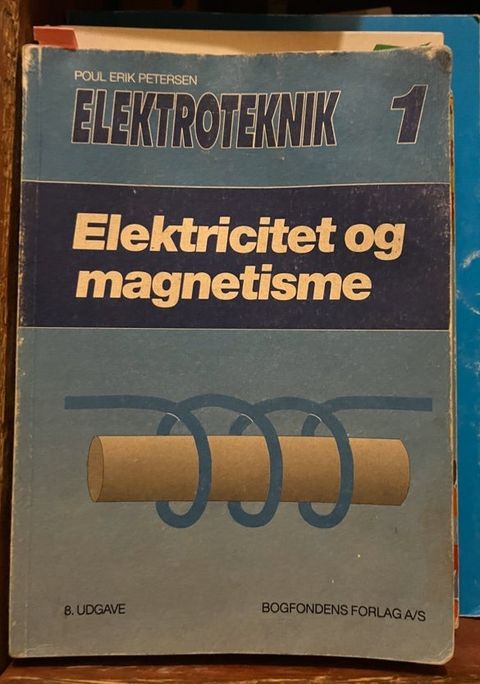 POUL ERIK PETERSEN
ELEKTROTEKNIK 1
Elektricitet og
magnetisme
8. UDGAVE BOGFONDENS FORLAG A/S